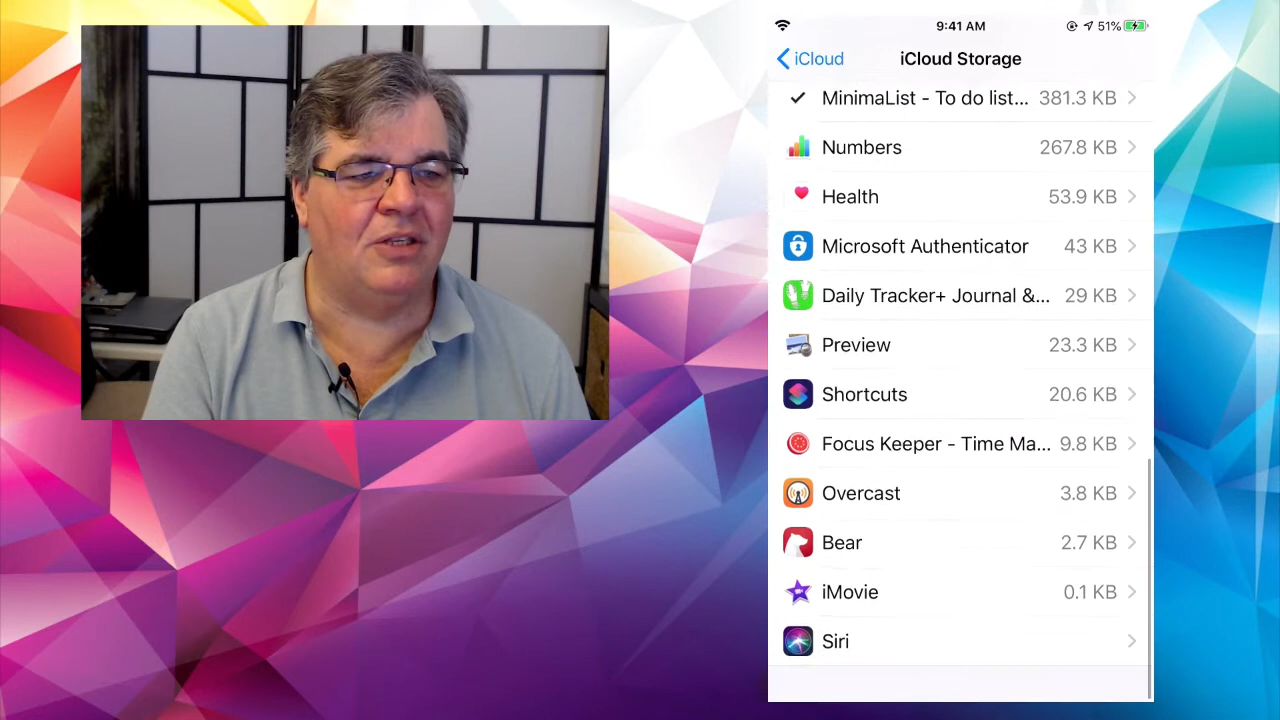 9:41 AM 51%
iCloud iCloud Storage
MinimaList - To do list... 381.3 KB
Numbers 267.8 KB
Health 53.9 KB
Microsoft Authenticator 43 KB
Daily Tracker+ Journal &... 29 KB
Preview 23.3 KB
Shortcuts 20.6 KB
Focus Keeper - Time Ma... 9.8 KB
Overcast 3.8 KB
Bear 2.7 KB
iMovie 0.1 KB
Siri